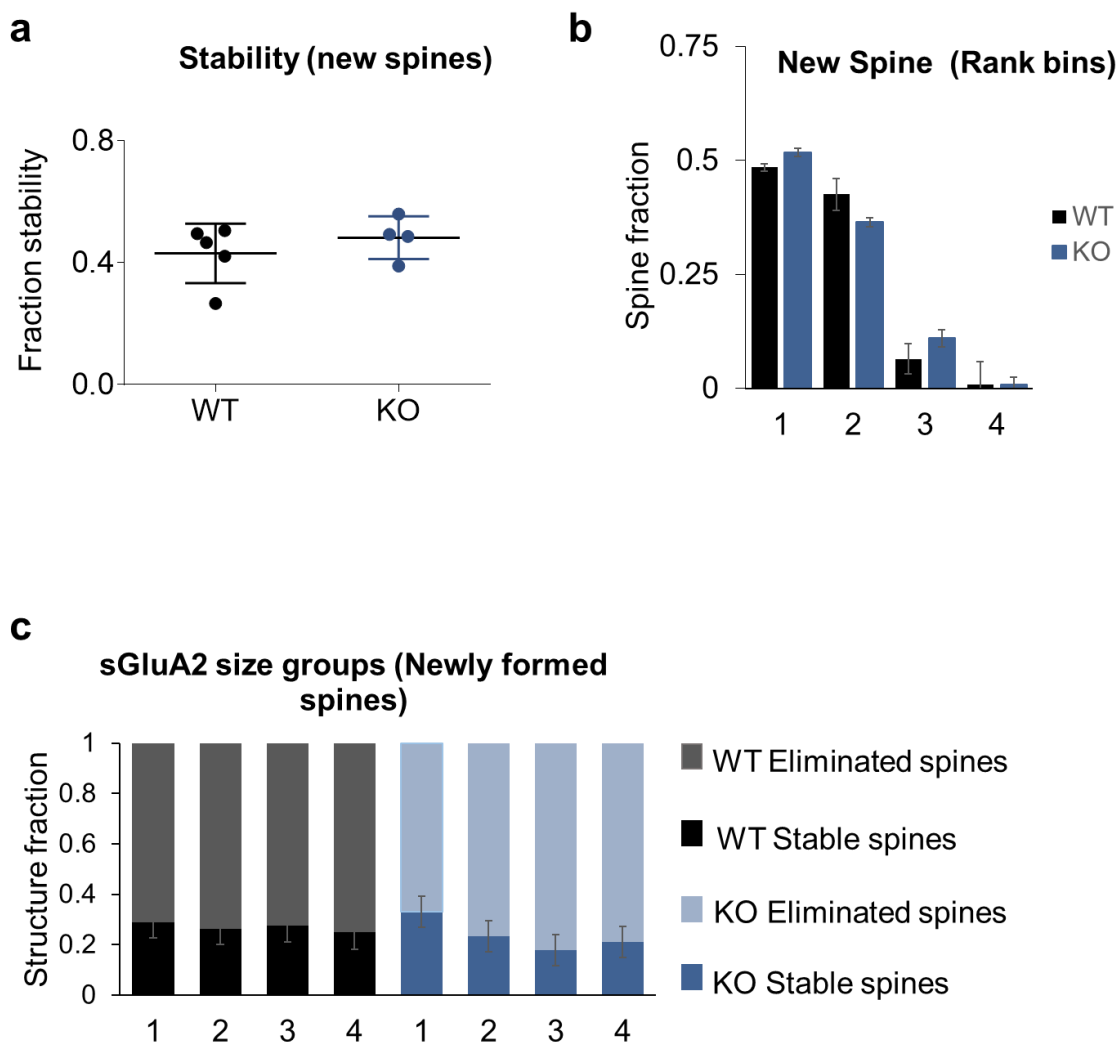 a
Stability (new spines)
Fraction stability
0.8
0.4
0.0
WT
KO
b
New Spine (Rank bins)
Spine fraction
0.75
0.5
0.25
0
1 2 3 4
WT
KO
c
sGluA2 size groups (Newly formed
spines)
Structure fraction
1
0.8
0.6
0.4
0.2
0
1 2 3 4 1 2 3 4
WT Eliminated spines
WT Stable spines
KO Eliminated spines
KO Stable spines